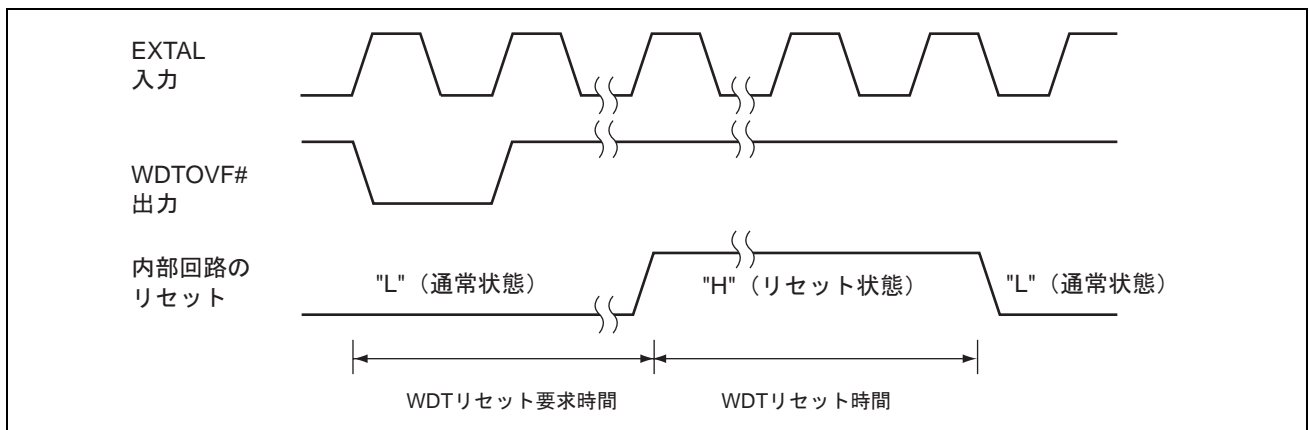 EXTAL
入力
WDTOVF#
出力
内部回路の
リセット
"L"（通常状態）
"H"（リセット状態）
"L"（通常状態）
WDTリセット要求時間
WDTリセット時間